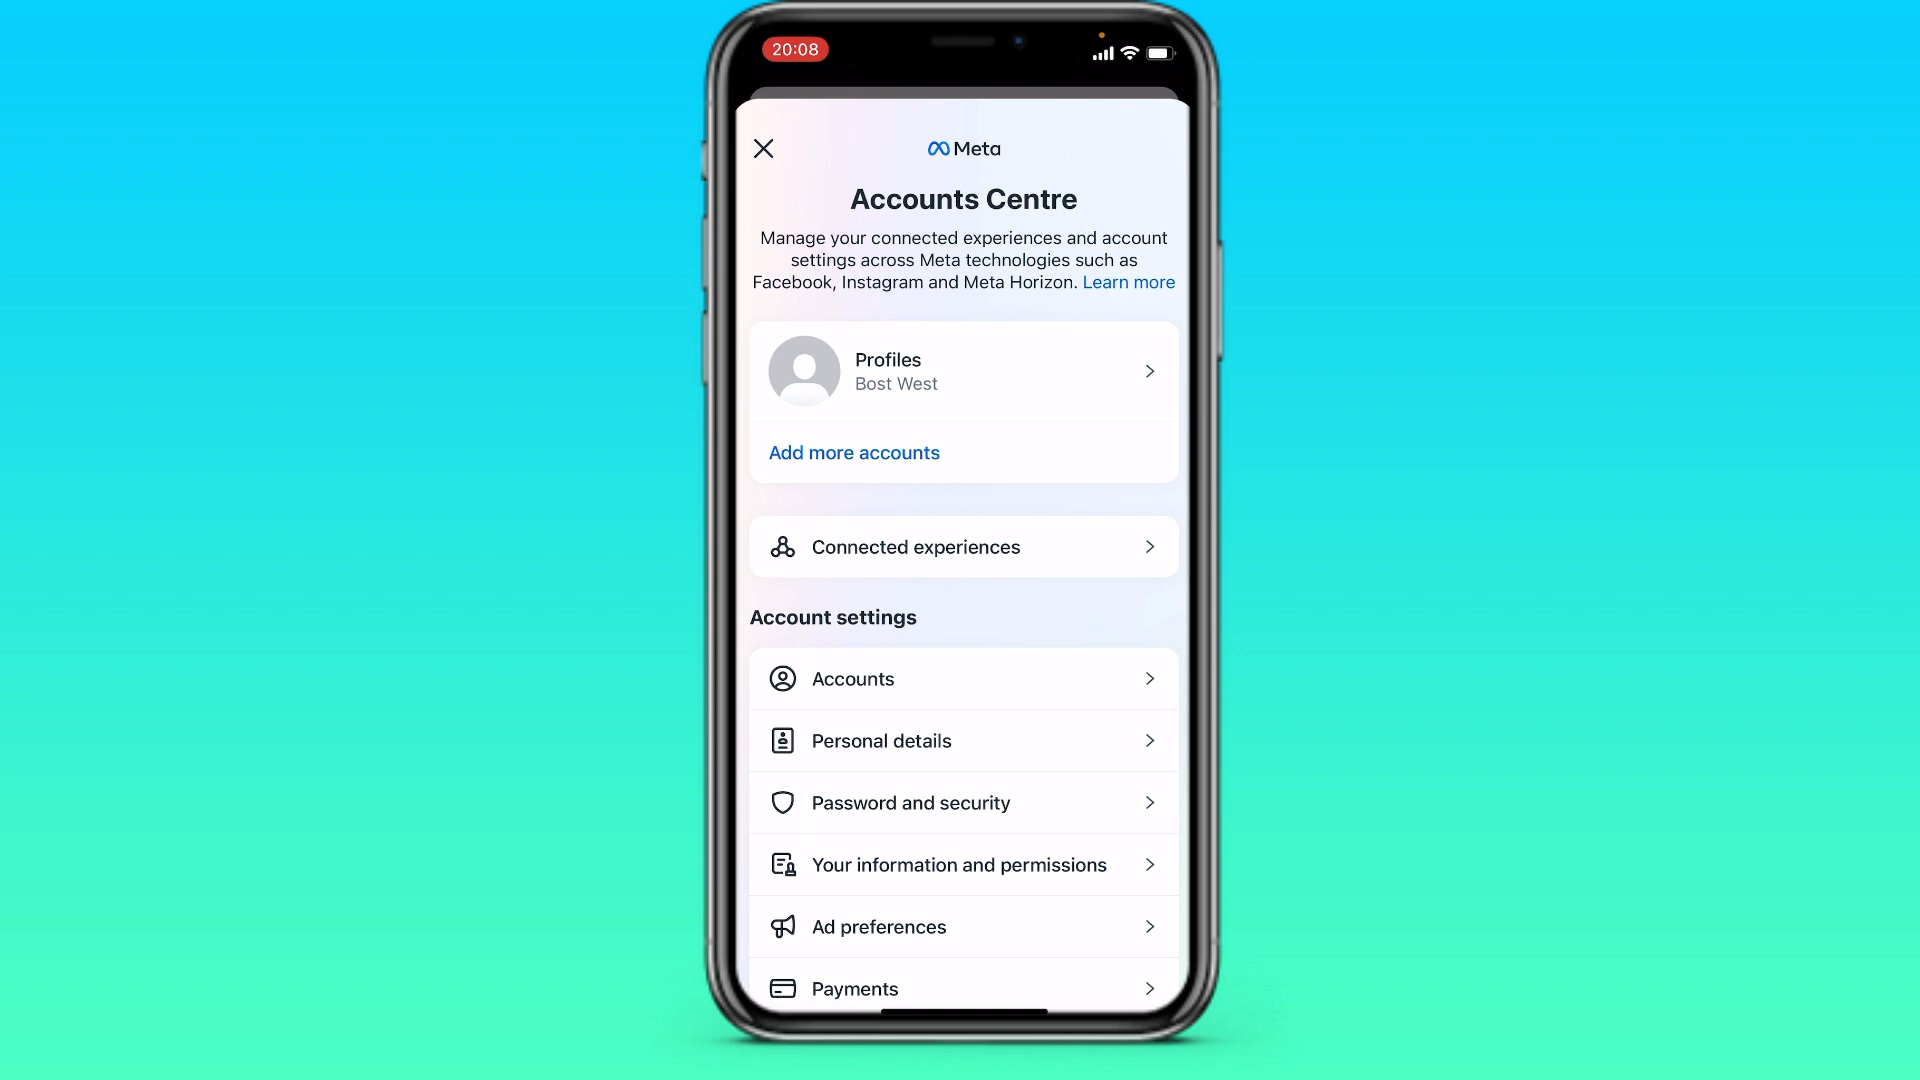 20:08
Meta
Accounts Centre
Manage your connected experiences and account
settings across Meta technologies such as
Facebook, Instagram and Meta Horizon. Learn more
Profiles
Bost West
Add more accounts
Connected experiences
Account settings
Accounts
Personal details
Password and security
Your information and permissions
Ad preferences
Payments